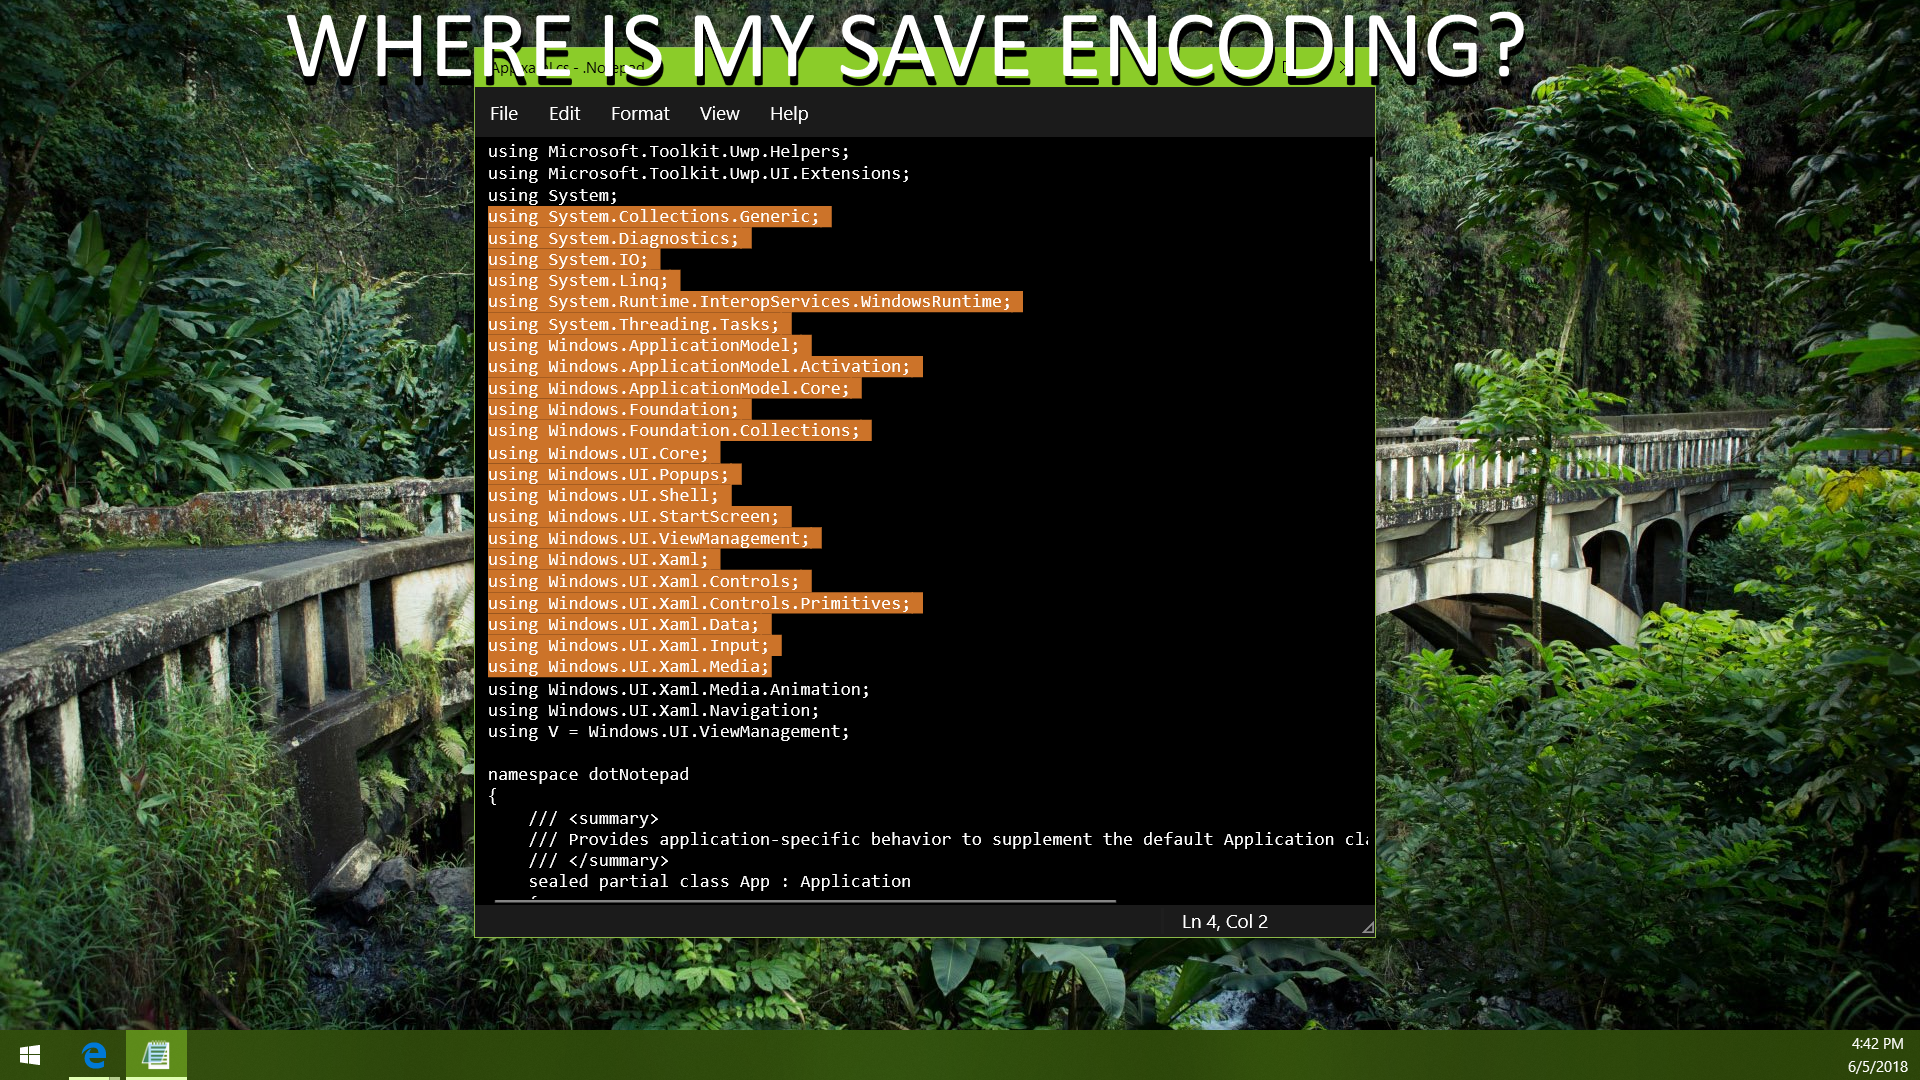 WHERE IS MY SAVE ENCODING?
App.xaml.cs - .Notepad
File Edit Format View Help
using Microsoft.Toolkit.Uwp.Helpers;
using Microsoft.Toolkit.Uwp.UI.Extensions;
using System;
using System.Collections.Generic;
using System.Diagnostics;
using System.IO;
using System.Linq;
using System.Runtime.InteropServices.WindowsRuntime;
using System.Threading.Tasks;
using Windows.ApplicationModel;
using Windows.ApplicationModel.Activation;
using Windows.ApplicationModel.Core;
using Windows.Foundation;
using Windows.Foundation.Collections;
using Windows.UI.Core;
using Windows.UI.Popups;
using Windows.UI.Shell;
using Windows.UI.StartScreen;
using Windows.UI.ViewManagement;
using Windows.UI.Xaml;
using Windows.UI.Xaml.Controls;
using Windows.UI.Xaml.Controls.Primitives;
using Windows.UI.Xaml.Data;
using Windows.UI.Xaml.Input;
using Windows.UI.Xaml.Media;
using Windows.UI.Xaml.Media.Animation;
using Windows.UI.Xaml.Navigation;
using V = Windows.UI.ViewManagement;
namespace dotNotepad
{
/// <summary>
/// Provides application-specific behavior to supplement the default Application cla
/// </summary>
sealed partial class App : Application
Ln 4, Col 2
4:42 PM
6/5/2018